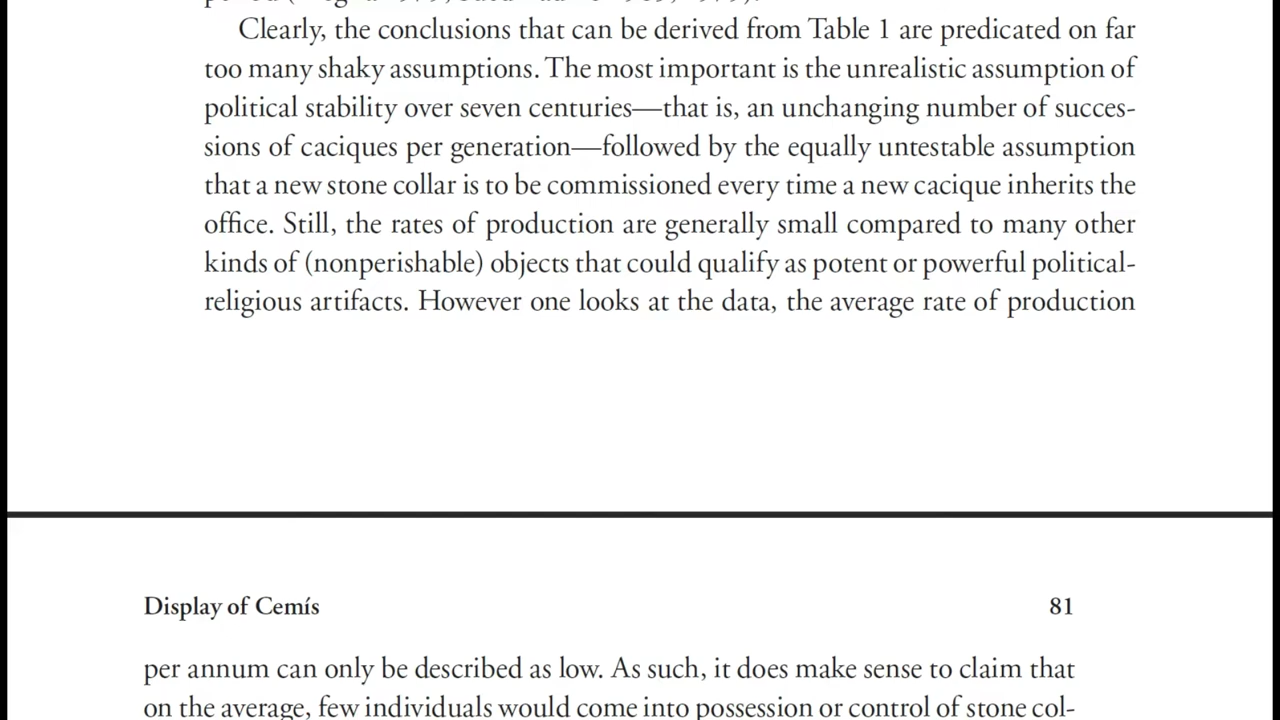 Clearly, the conclusions that can be derived from Table 1 are predicated on far
too many shaky assumptions. The most important is the unrealistic assumption of
political stability over seven centuries—that is, an unchanging number of succes-
sions of caciques per generation—followed by the equally untestable assumption
that a new stone collar is to be commissioned every time a new cacique inherits the
office. Still, the rates of production are generally small compared to many other
kinds of (nonperishable) objects that could qualify as potent or powerful political-
religious artifacts. However one looks at the data, the average rate of production
Display of Cemís 81
per annum can only be described as low. As such, it does make sense to claim that
on the average, few individuals would come into possession or control of stone col-